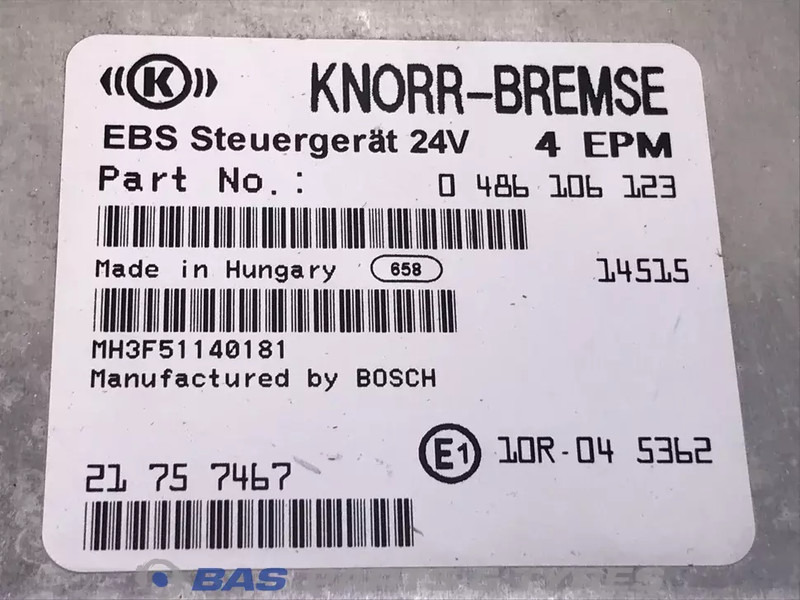 K KNORR-BREMSE
EBS Steuergerät 24V 4 EPM
Part No.: 0 486 106 123
Made in Hungary 658 14515
MH3F51140181
Manufactured by BOSCH
E1 10R-04 5362
21 75 7467
BAS